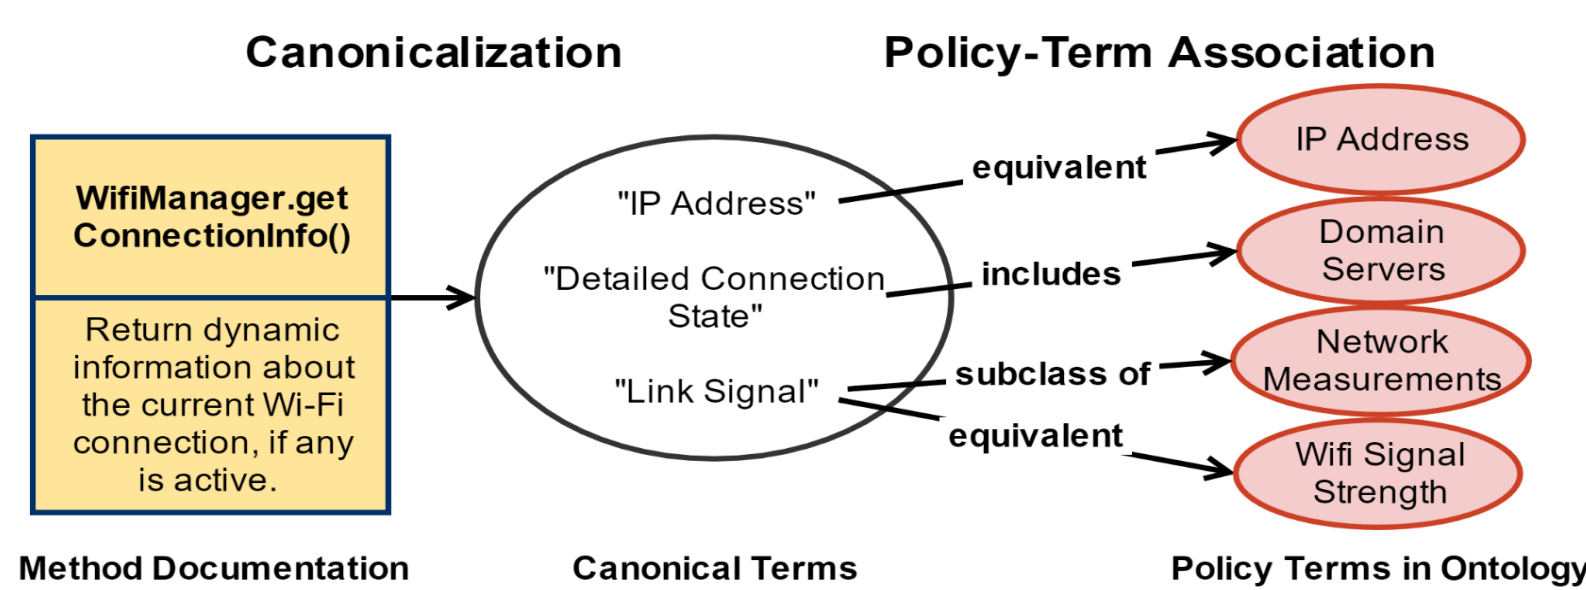 Canonicalization
Policy-Term Association
WifiManager.get
ConnectionInfo()
Return dynamic
information about
the current Wi-Fi
connection, if any
is active.
"IP Address"
"Detailed Connection
State"
"Link Signal"
equivalent
includes
subclass of
equivalent
IP Address
Domain
Servers
Network
Measurements
Wifi Signal
Strength
Method Documentation
Canonical Terms
Policy Terms in Ontology